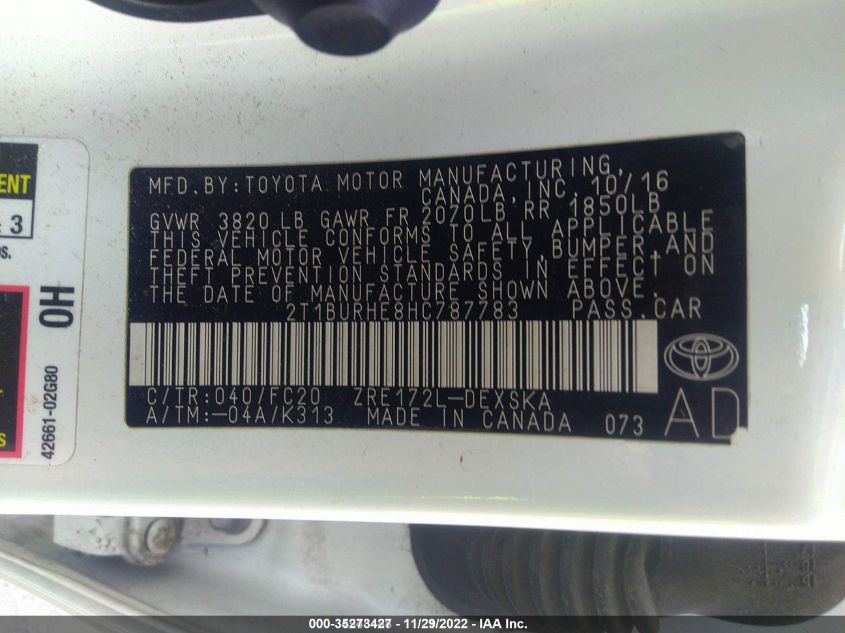 MFD.BY:TOYOTA MOTOR MANUFACTURING,
CANADA,INC. 10/16
GVWR 3820LB GAWR FR 2070LB RR 1850LB
THIS VEHICLE CONFORMS TO ALL APPLICABLE
FEDERAL MOTOR VEHICLE SAFETY,BUMPER,AND
THEFT PREVENTION STANDARDS IN EFFECT ON
THE DATE OF MANUFACTURE SHOWN ABOVE.
2T1BURHE8HC787783 PASS.CAR
C/TR:040/FC20 ZRE172L-DEXSKA
A/TM:-04A/K313 MADE IN CANADA 073
AD
ENT
3
OH
42661-02G80
S
000-35273427 - 11/29/2022 - IAA Inc.